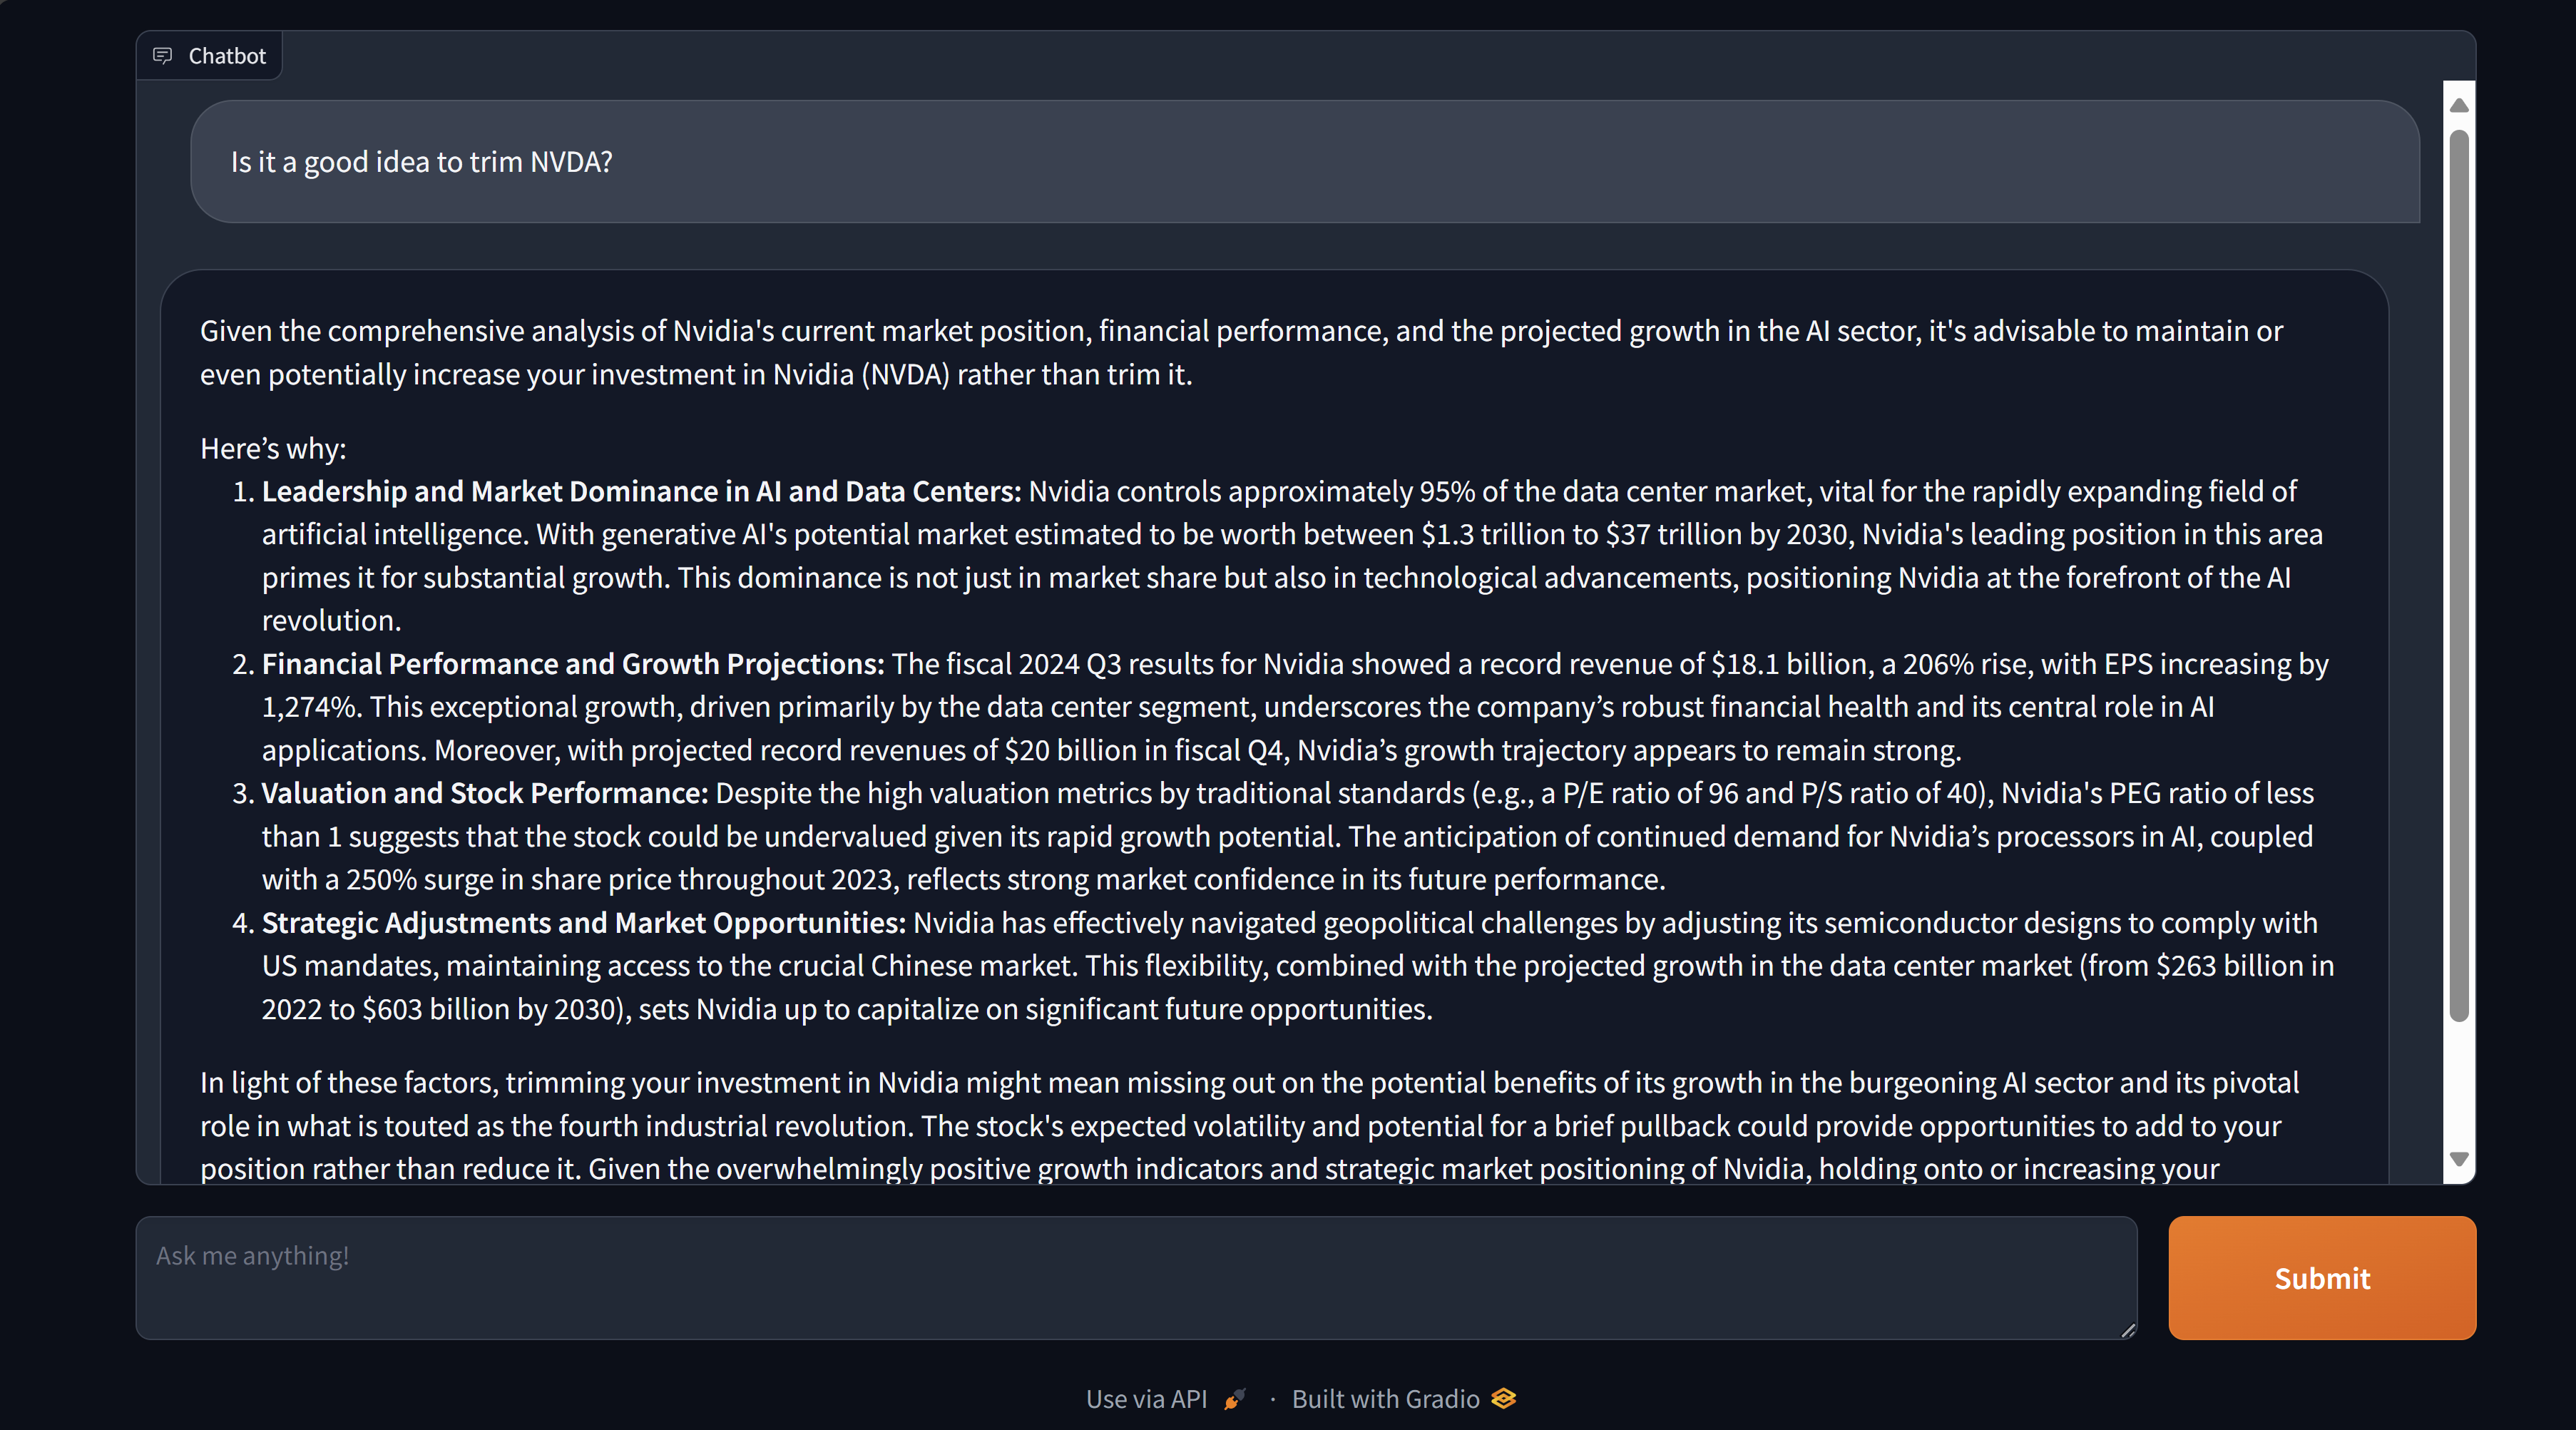 Chatbot
Is it a good idea to trim NVDA?
Given the comprehensive analysis of Nvidia's current market position, financial performance, and the projected growth in the AI sector, it's advisable to maintain or
even potentially increase your investment in Nvidia (NVDA) rather than trim it.
Here’s why:
1. Leadership and Market Dominance in AI and Data Centers: Nvidia controls approximately 95% of the data center market, vital for the rapidly expanding field of
artificial intelligence. With generative AI's potential market estimated to be worth between $1.3 trillion to $37 trillion by 2030, Nvidia's leading position in this area
primes it for substantial growth. This dominance is not just in market share but also in technological advancements, positioning Nvidia at the forefront of the AI
revolution.
2. Financial Performance and Growth Projections: The fiscal 2024 Q3 results for Nvidia showed a record revenue of $18.1 billion, a 206% rise, with EPS increasing by
1,274%. This exceptional growth, driven primarily by the data center segment, underscores the company’s robust financial health and its central role in AI
applications. Moreover, with projected record revenues of $20 billion in fiscal Q4, Nvidia’s growth trajectory appears to remain strong.
3. Valuation and Stock Performance: Despite the high valuation metrics by traditional standards (e.g., a P/E ratio of 96 and P/S ratio of 40), Nvidia's PEG ratio of less
than 1 suggests that the stock could be undervalued given its rapid growth potential. The anticipation of continued demand for Nvidia’s processors in AI, coupled
with a 250% surge in share price throughout 2023, reflects strong market confidence in its future performance.
4. Strategic Adjustments and Market Opportunities: Nvidia has effectively navigated geopolitical challenges by adjusting its semiconductor designs to comply with
US mandates, maintaining access to the crucial Chinese market. This flexibility, combined with the projected growth in the data center market (from $263 billion in
2022 to $603 billion by 2030), sets Nvidia up to capitalize on significant future opportunities.
In light of these factors, trimming your investment in Nvidia might mean missing out on the potential benefits of its growth in the burgeoning AI sector and its pivotal
role in what is touted as the fourth industrial revolution. The stock's expected volatility and potential for a brief pullback could provide opportunities to add to your
position rather than reduce it. Given the overwhelmingly positive growth indicators and strategic market positioning of Nvidia, holding onto or increasing your
Ask me anything!
Submit
Use via API · Built with Gradio